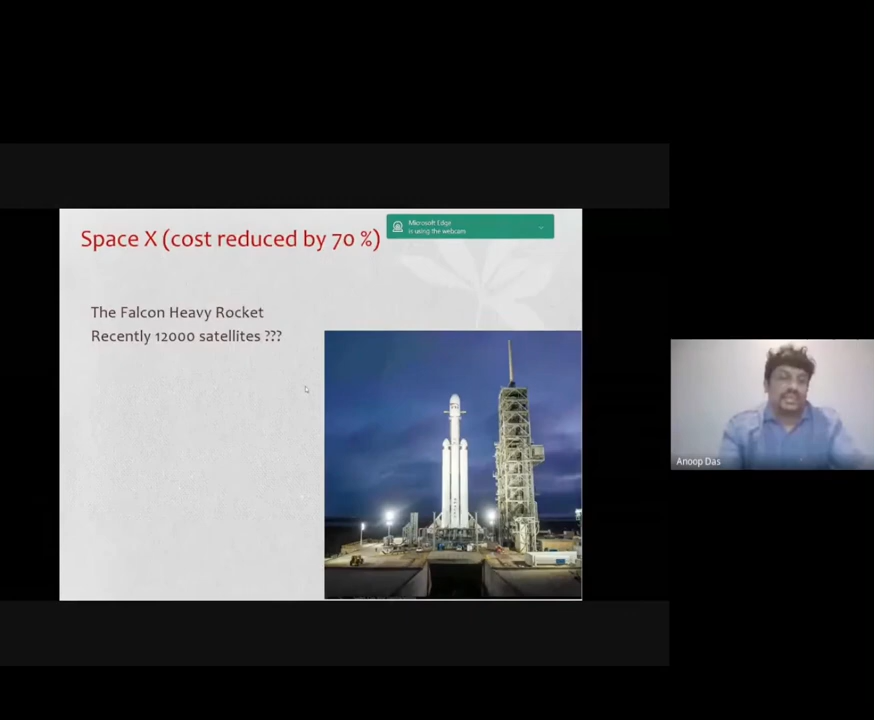 Space X (cost reduced by 70 %)
Microsoft Edge
is using the webcam
The Falcon Heavy Rocket
Recently 12000 satellites ???
Anoop Das